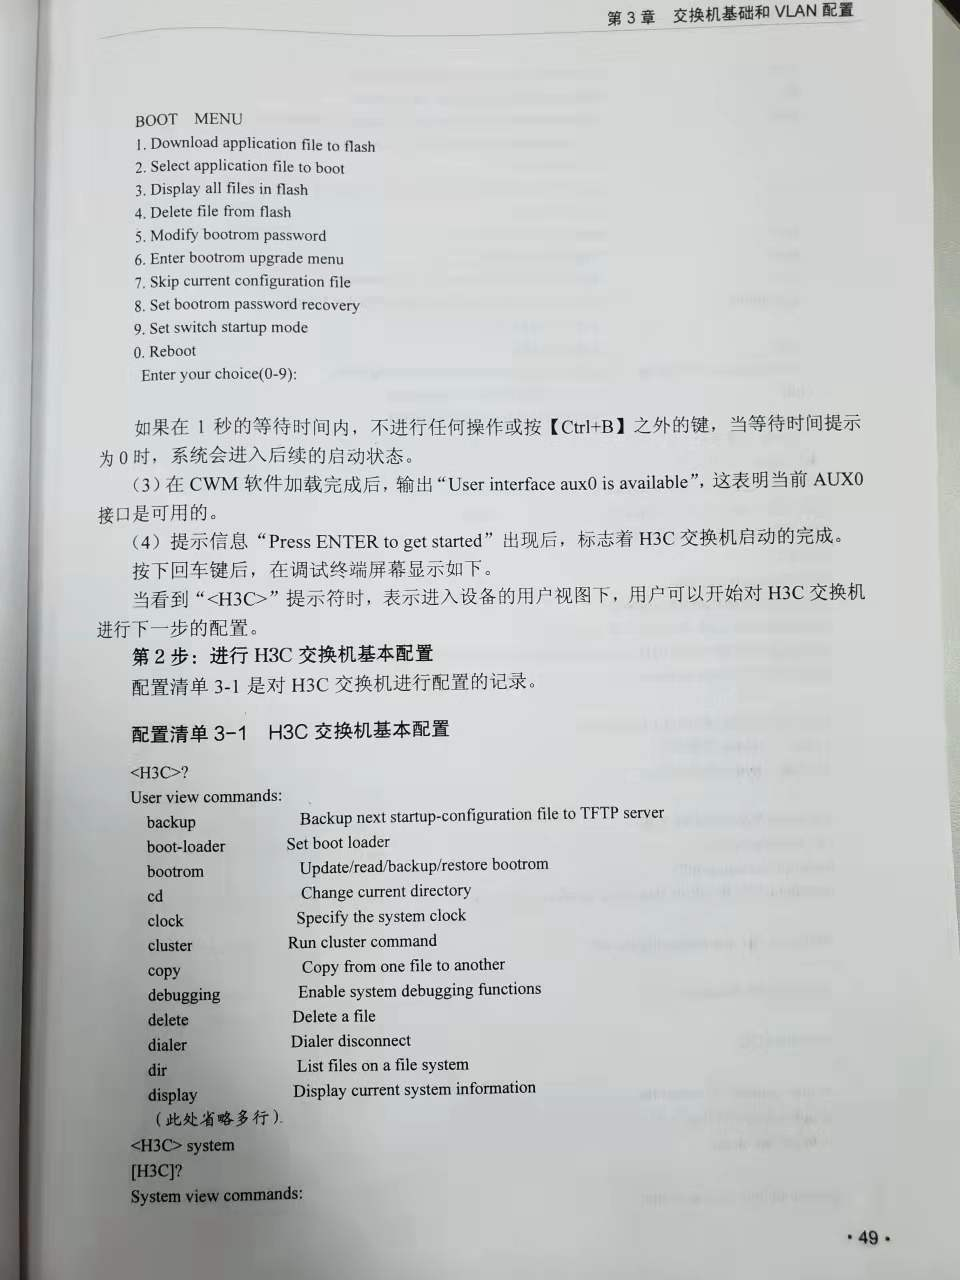 第 3 章 交换机基础和 VLAN 配置
BOOT MENU
1. Download application file to flash
2. Select application file to boot
3. Display all files in flash
4. Delete file from flash
5. Modify bootrom password
6. Enter bootrom upgrade menu
7. Skip current configuration file
8. Set bootrom password recovery
9. Set switch startup mode
0. Reboot
Enter your choice(0-9):
如果在 1 秒的等待时间内，不进行任何操作或按【Ctrl+B】之外的键，当等待时间提示
为 0 时，系统会进入后续的启动状态。
（3）在 CWM 软件加载完成后，输出“User interface aux0 is available”，这表明当前 AUX0
接口是可用的。
（4）提示信息“Press ENTER to get started”出现后，标志着 H3C 交换机启动的完成。
按下回车键后，在调试终端屏幕显示如下。
当看到“<H3C>”提示符时，表示进入设备的用户视图下，用户可以开始对 H3C 交换机
进行下一步的配置。
第 2 步：进行 H3C 交换机基本配置
配置清单 3-1 是对 H3C 交换机进行配置的记录。
配置清单 3-1 H3C 交换机基本配置
<H3C>?
User view commands:
backup Backup next startup-configuration file to TFTP server
boot-loader Set boot loader
bootrom Update/read/backup/restore bootrom
cd Change current directory
clock Specify the system clock
cluster Run cluster command
copy Copy from one file to another
debugging Enable system debugging functions
delete Delete a file
dialer Dialer disconnect
dir List files on a file system
display Display current system information
（此处省略多行）
<H3C> system
[H3C]?
System view commands:
·49·